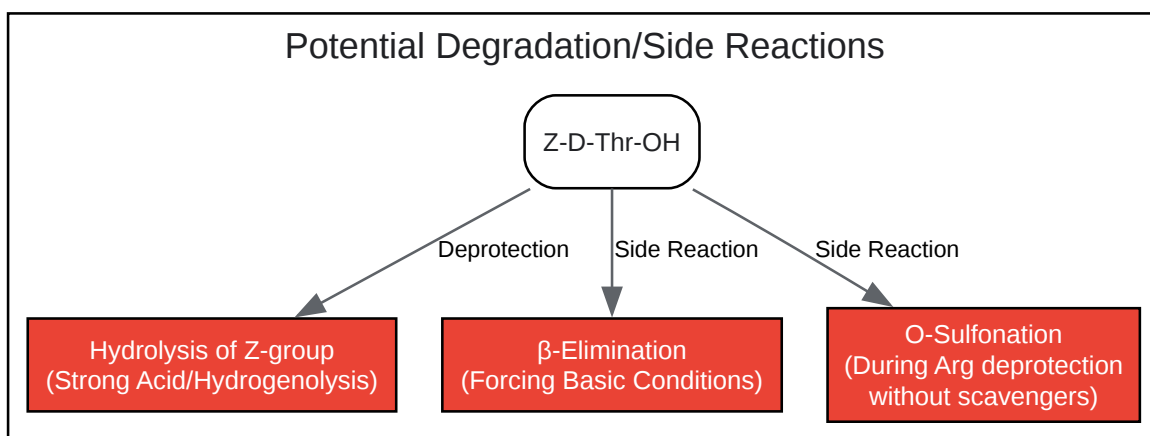 Potential Degradation/Side Reactions
Z-D-Thr-OH
Deprotection
Side Reaction
Side Reaction
Hydrolysis of Z-group
(Strong Acid/Hydrogenolysis)
β-Elimination
(Forcing Basic Conditions)
O-Sulfonation
(During Arg deprotection
without scavengers)